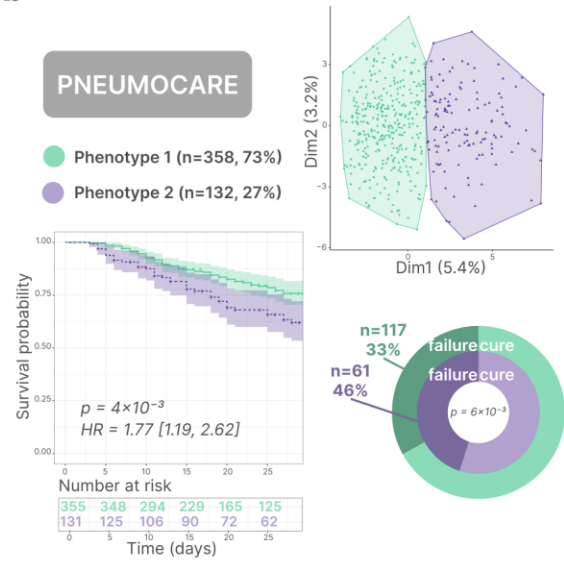 PNEUMOCARE
Phenotype 1 (n=358, 73%)
Phenotype 2 (n=132, 27%)
Dim2 (3.2%)
3
0
−3
−6
0
5
Dim1 (5.4%)
Survival probability
1.00
0.75
0.50
0.25
0.00
p = 4×10⁻³
HR = 1.77 [1.19, 2.62]
0 5 10 15 20 25
Number at risk
355 348 294 229 165 125
131 125 106 90 72 62
0 5 10 15 20 25
Time (days)
n=117
33%
failure cure
n=61
46%
failure cure
p = 6×10⁻³